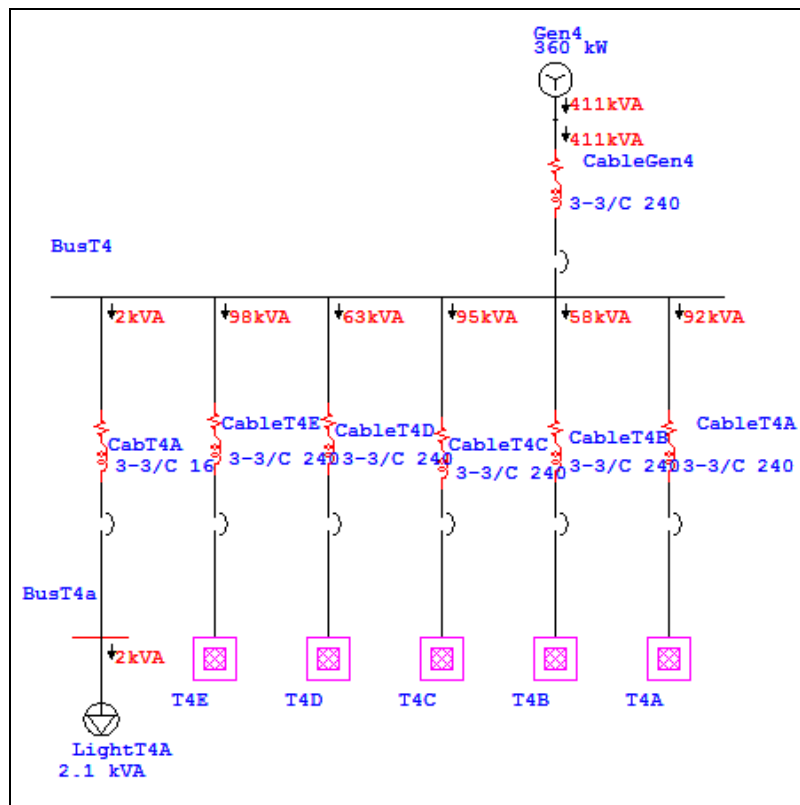 Gen4
360 kW
411kVA
411kVA
CableGen4
3-3/C 240
BusT4
2kVA
98kVA
63kVA
95kVA
58kVA
92kVA
CabT4A
3-3/C 16
CableT4E
3-3/C 240
CableT4D
3-3/C 240
CableT4C
3-3/C 240
CableT4B
3-3/C 240
CableT4A
3-3/C 240
BusT4a
2kVA
T4E
T4D
T4C
T4B
T4A
LightT4A
2.1 kVA